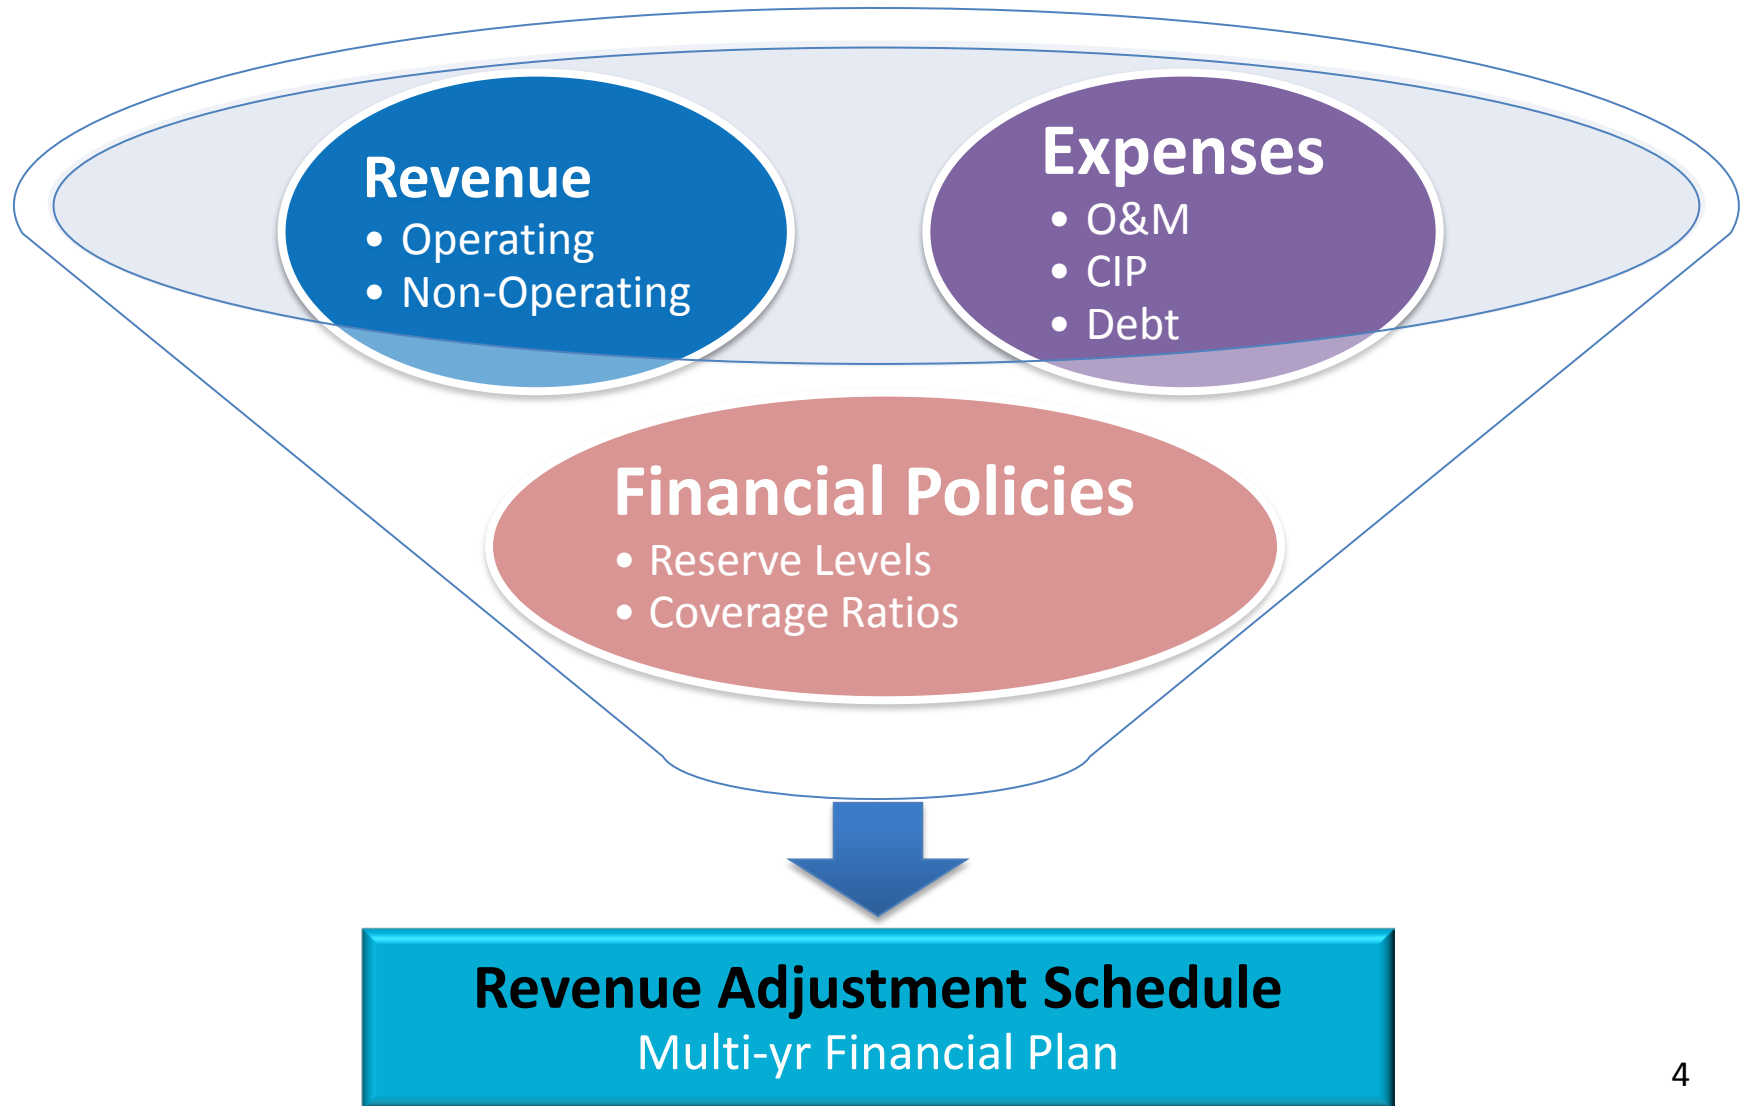 Revenue
• Operating
• Non-Operating
Expenses
• O&M
• CIP
• Debt
Financial Policies
• Reserve Levels
• Coverage Ratios
Revenue Adjustment Schedule
Multi-yr Financial Plan
4